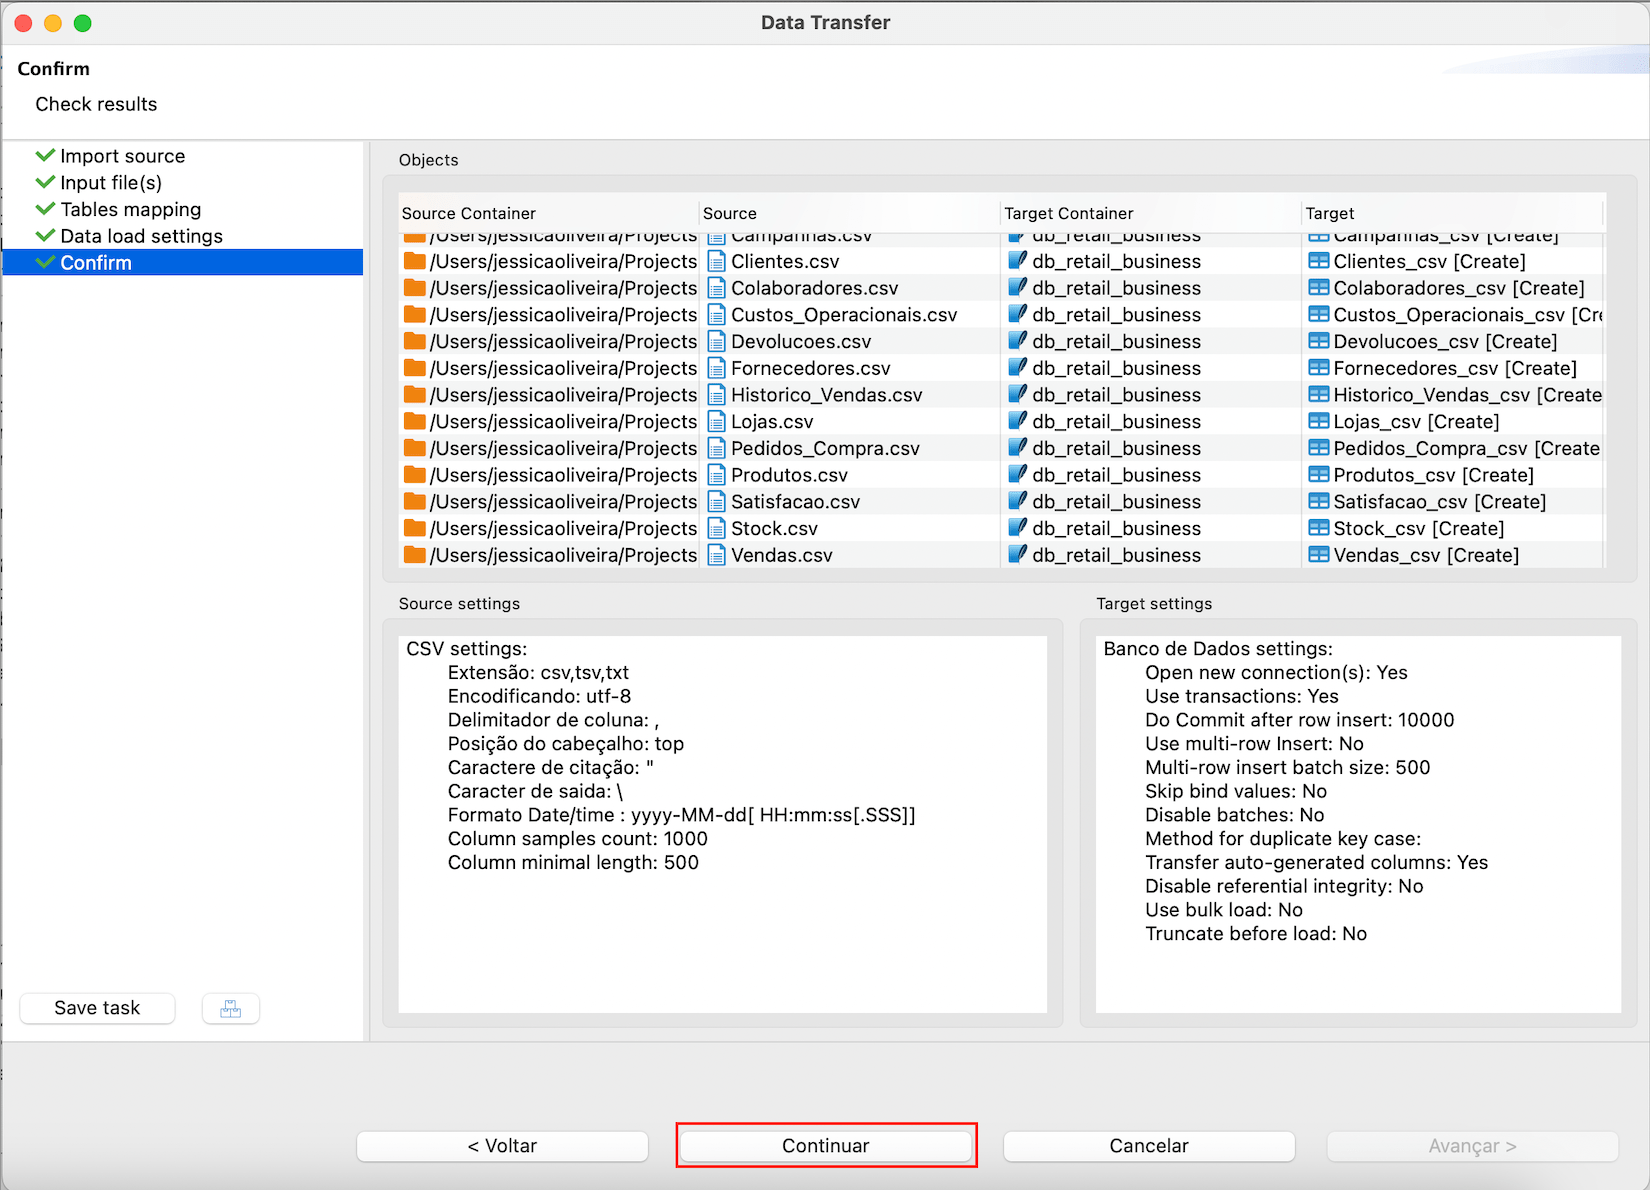 Data Transfer
Confirm
Check results
Import source
Input file(s)
Tables mapping
Data load settings
Confirm
Objects
Source Container Source Target Container Target
/Users/jessicaoliveira/Projects Campanhas.csv db_retail_business Campanhas_csv [Create]
/Users/jessicaoliveira/Projects Clientes.csv db_retail_business Clientes_csv [Create]
/Users/jessicaoliveira/Projects Colaboradores.csv db_retail_business Colaboradores_csv [Create]
/Users/jessicaoliveira/Projects Custos_Operacionais.csv db_retail_business Custos_Operacionais_csv [Cre
/Users/jessicaoliveira/Projects Devolucoes.csv db_retail_business Devolucoes_csv [Create]
/Users/jessicaoliveira/Projects Fornecedores.csv db_retail_business Fornecedores_csv [Create]
/Users/jessicaoliveira/Projects Historico_Vendas.csv db_retail_business Historico_Vendas_csv [Create
/Users/jessicaoliveira/Projects Lojas.csv db_retail_business Lojas_csv [Create]
/Users/jessicaoliveira/Projects Pedidos_Compra.csv db_retail_business Pedidos_Compra_csv [Create
/Users/jessicaoliveira/Projects Produtos.csv db_retail_business Produtos_csv [Create]
/Users/jessicaoliveira/Projects Satisfacao.csv db_retail_business Satisfacao_csv [Create]
/Users/jessicaoliveira/Projects Stock.csv db_retail_business Stock_csv [Create]
/Users/jessicaoliveira/Projects Vendas.csv db_retail_business Vendas_csv [Create]
Source settings
CSV settings:
Extensão: csv,tsv,txt
Encodificando: utf-8
Delimitador de coluna: ,
Posição do cabeçalho: top
Caractere de citação: "
Caracter de saida: \
Formato Date/time : yyyy-MM-dd[ HH:mm:ss[.SSS]]
Column samples count: 1000
Column minimal length: 500
Target settings
Banco de Dados settings:
Open new connection(s): Yes
Use transactions: Yes
Do Commit after row insert: 10000
Use multi-row Insert: No
Multi-row insert batch size: 500
Skip bind values: No
Disable batches: No
Method for duplicate key case:
Transfer auto-generated columns: Yes
Disable referential integrity: No
Use bulk load: No
Truncate before load: No
Save task
< Voltar
Continuar
Cancelar
Avançar >